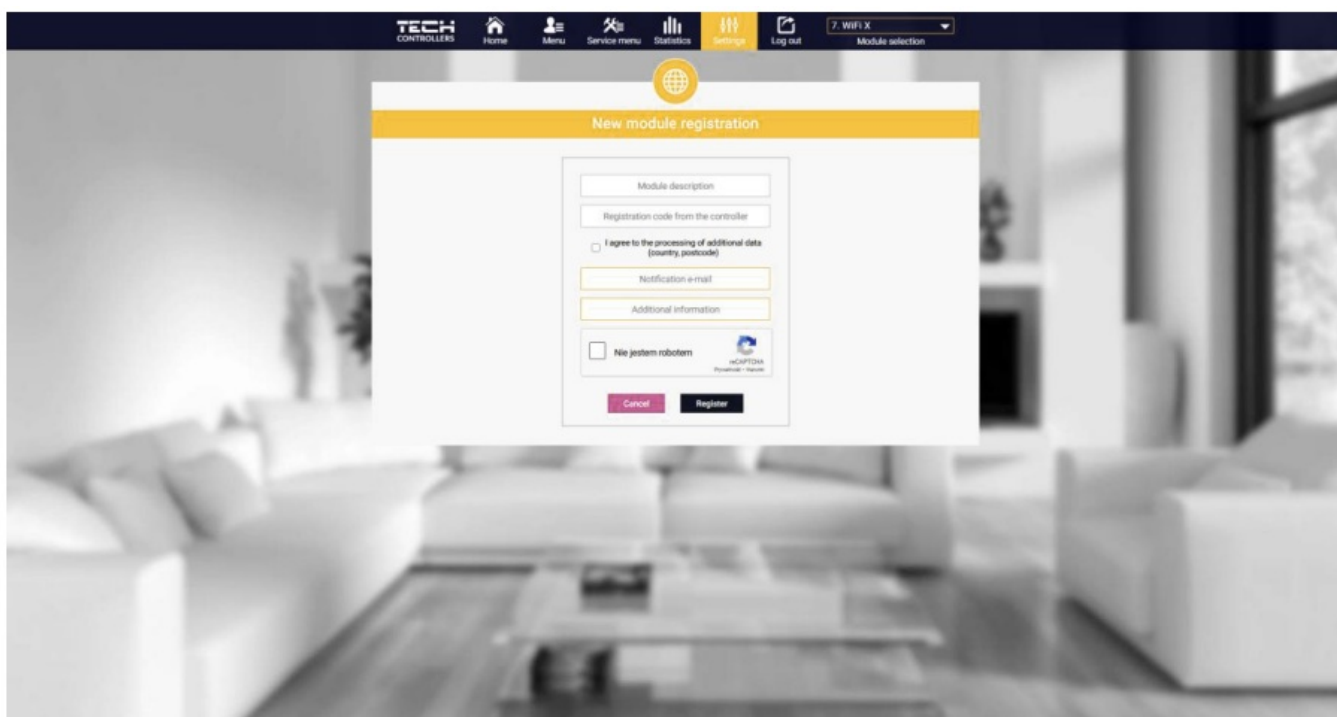 TECH
CONTROLLERS
Home
Menu
Service menu
Statistics
Settings
Log out
7. WiFi X
Module selection
New module registration
Module description
Registration code from the controller
I agree to the processing of additional data
(country, postcode)
Notification e-mail
Additional information
Nie jestem robotem
reCAPTCHA
Cancel
Register